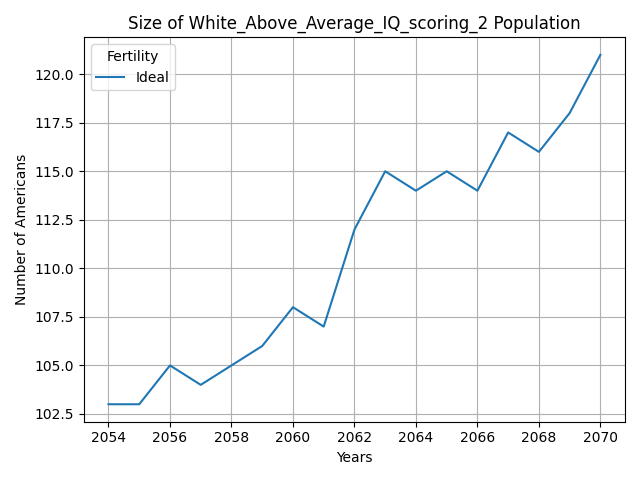 Size of White_Above_Average_IQ_scoring_2 Population
Fertility
Ideal
120.0
117.5
115.0
112.5
110.0
107.5
105.0
102.5
Number of Americans
2054 2056 2058 2060 2062 2064 2066 2068 2070
Years